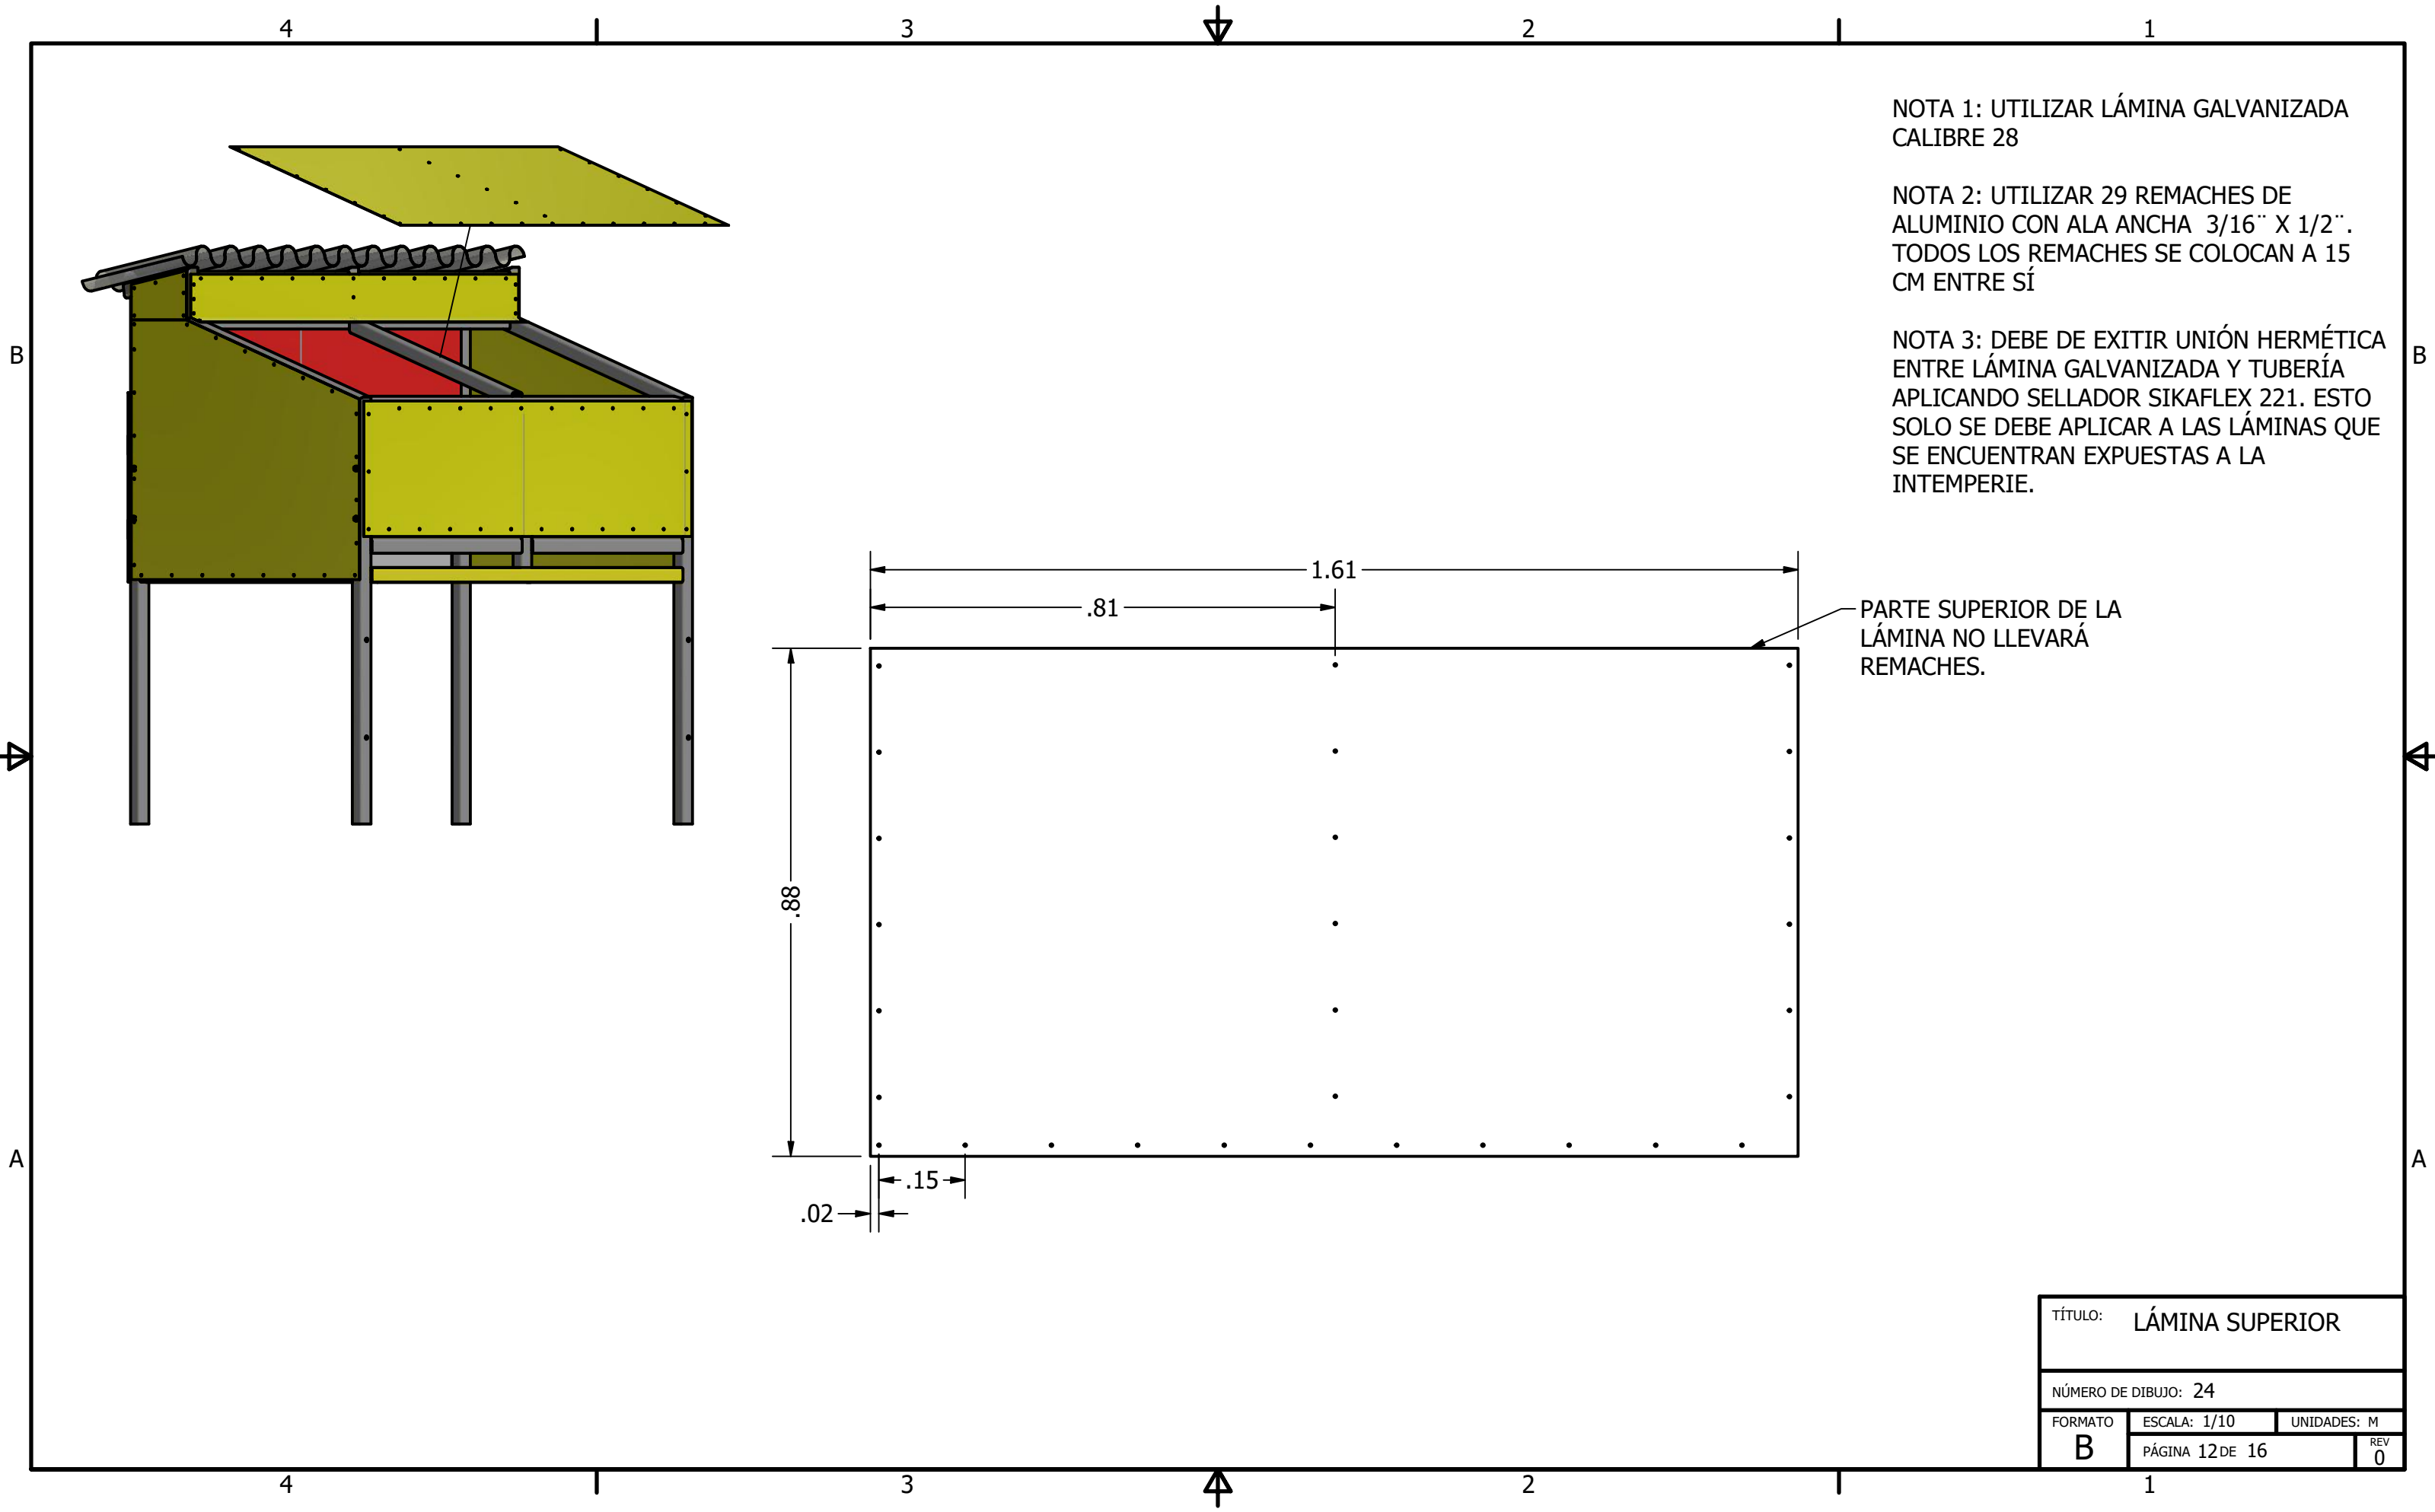 4 3 2 1
NOTA 1: UTILIZAR LÁMINA GALVANIZADA
CALIBRE 28
NOTA 2: UTILIZAR 29 REMACHES DE
ALUMINIO CON ALA ANCHA 3/16¨ X 1/2¨.
TODOS LOS REMACHES SE COLOCAN A 15
CM ENTRE SÍ
NOTA 3: DEBE DE EXITIR UNIÓN HERMÉTICA
ENTRE LÁMINA GALVANIZADA Y TUBERÍA
APLICANDO SELLADOR SIKAFLEX 221. ESTO
SOLO SE DEBE APLICAR A LAS LÁMINAS QUE
SE ENCUENTRAN EXPUESTAS A LA
INTEMPERIE.
B B
1.61
.81
PARTE SUPERIOR DE LA
LÁMINA NO LLEVARÁ
REMACHES.
.88
A A
.15
.02
TÍTULO: LÁMINA SUPERIOR
NÚMERO DE DIBUJO: 24
FORMATO
B
ESCALA: 1/10
UNIDADES: M
PÁGINA 12 DE 16
REV
0
4 3 2 1